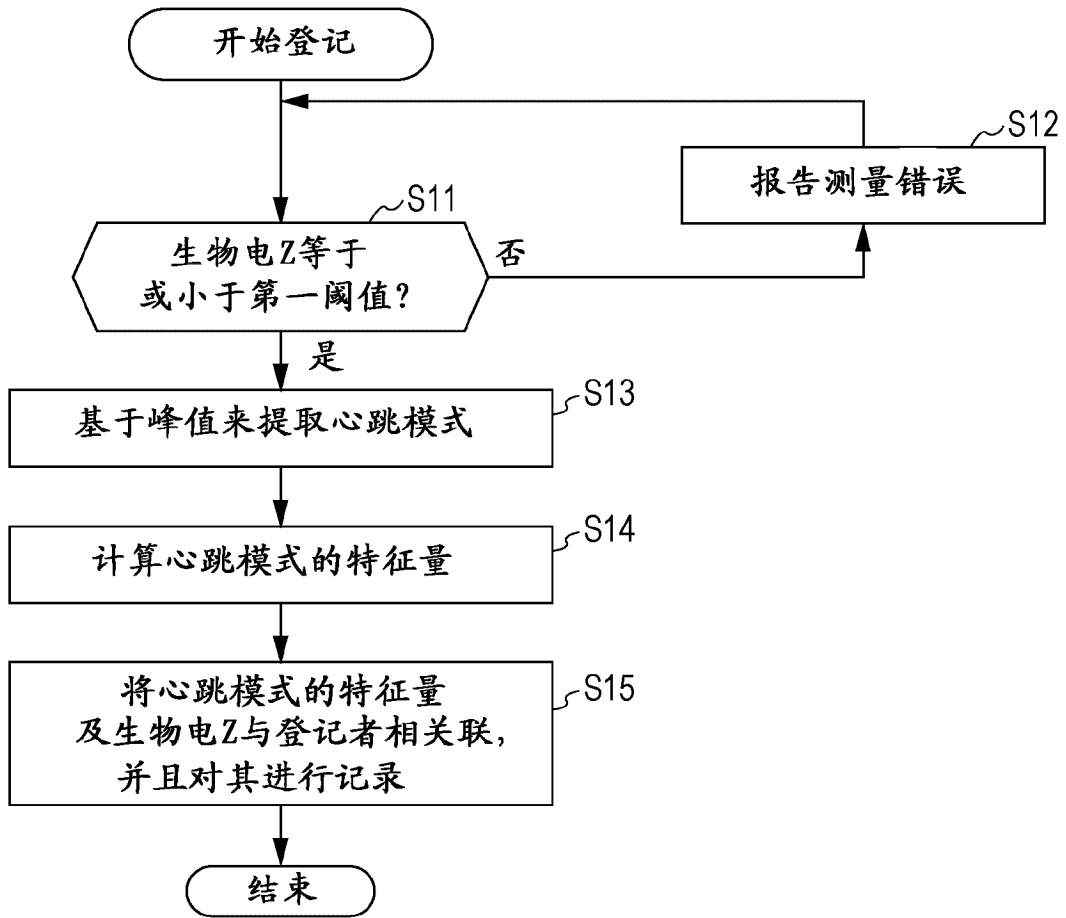 开始登记
S12
报告测量错误
S11
生物电Z等于
或小于第一阈值?
否
是
S13
基于峰值来提取心跳模式
S14
计算心跳模式的特征量
S15
将心跳模式的特征量
及生物电Z与登记者相关联,
并且对其进行记录
结束